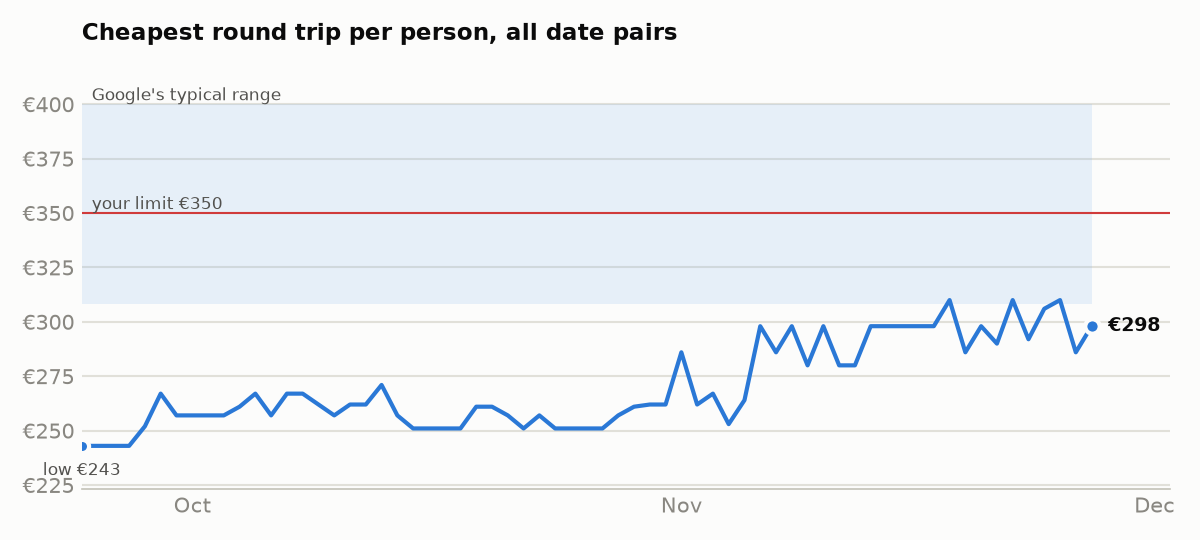 Cheapest round trip per person, all date pairs
Google's typical range
€400
€375
your limit €350
€350
€325
€300
€298
€275
€250
low €243
€225
Oct
Nov
Dec